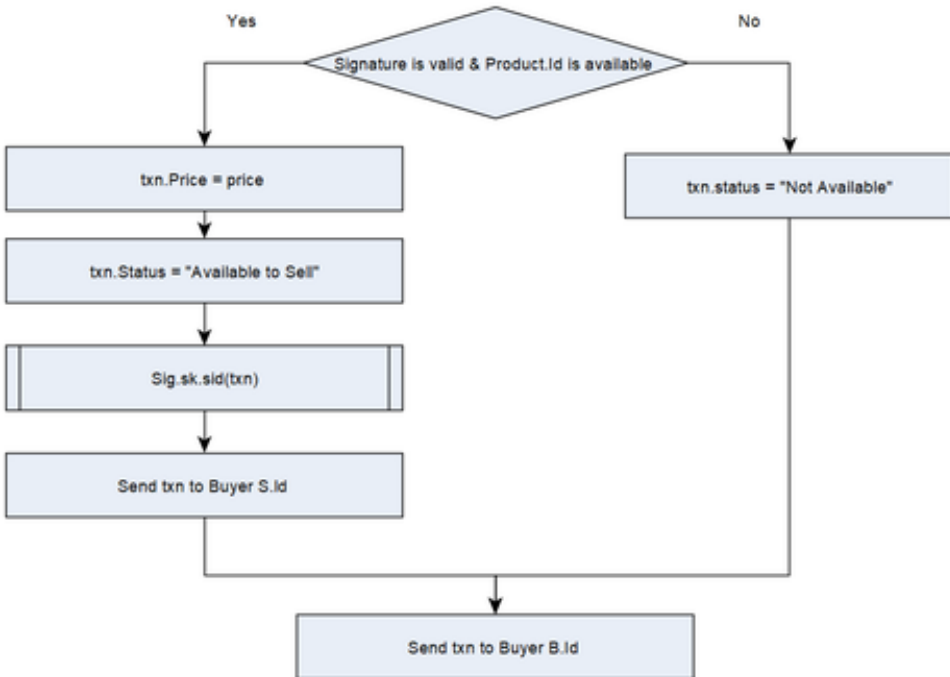 Yes
No
Signature is valid & Product.Id is available
txn.Price = price
txn.status = "Not Available"
txn.Status = "Available to Sell"
Sig.sk.sid(txn)
Send txn to Buyer S.Id
Send txn to Buyer B.Id